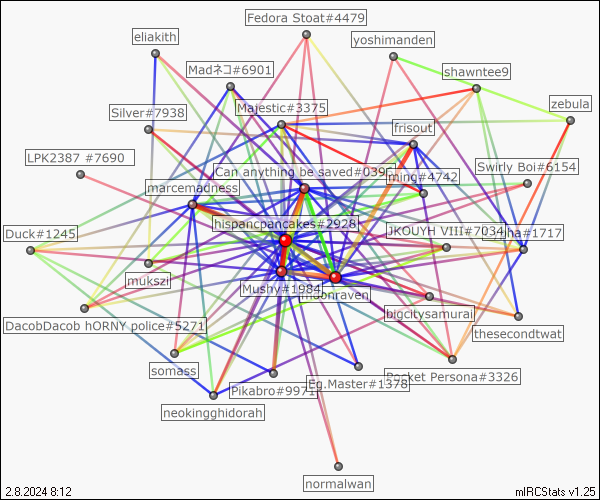 Fedora Stoat#4479
eliakith
yoshimanden
Madネコ#6901
shawntee9
Silver#7938
Majestic#3375
zebula
frisout
LPK2387 #7690
Can anything be saved#039
ming#4742
Swirly Boi#6154
marcemadness
hispancpancakes#2928
Duck#1245
JKOUYH VIII#7034
ha#1717
mukszi
Mushy#1984
moonraven
bigcitysamurai
DacobDacob hORNY police#5271
thesecondtwat
somass
Pikabro#9971
Eg.Master#1378
Pocket Persona#3326
neokingghidorah
normalwan
2.8.2024 8:12
mIRCStats v1.25